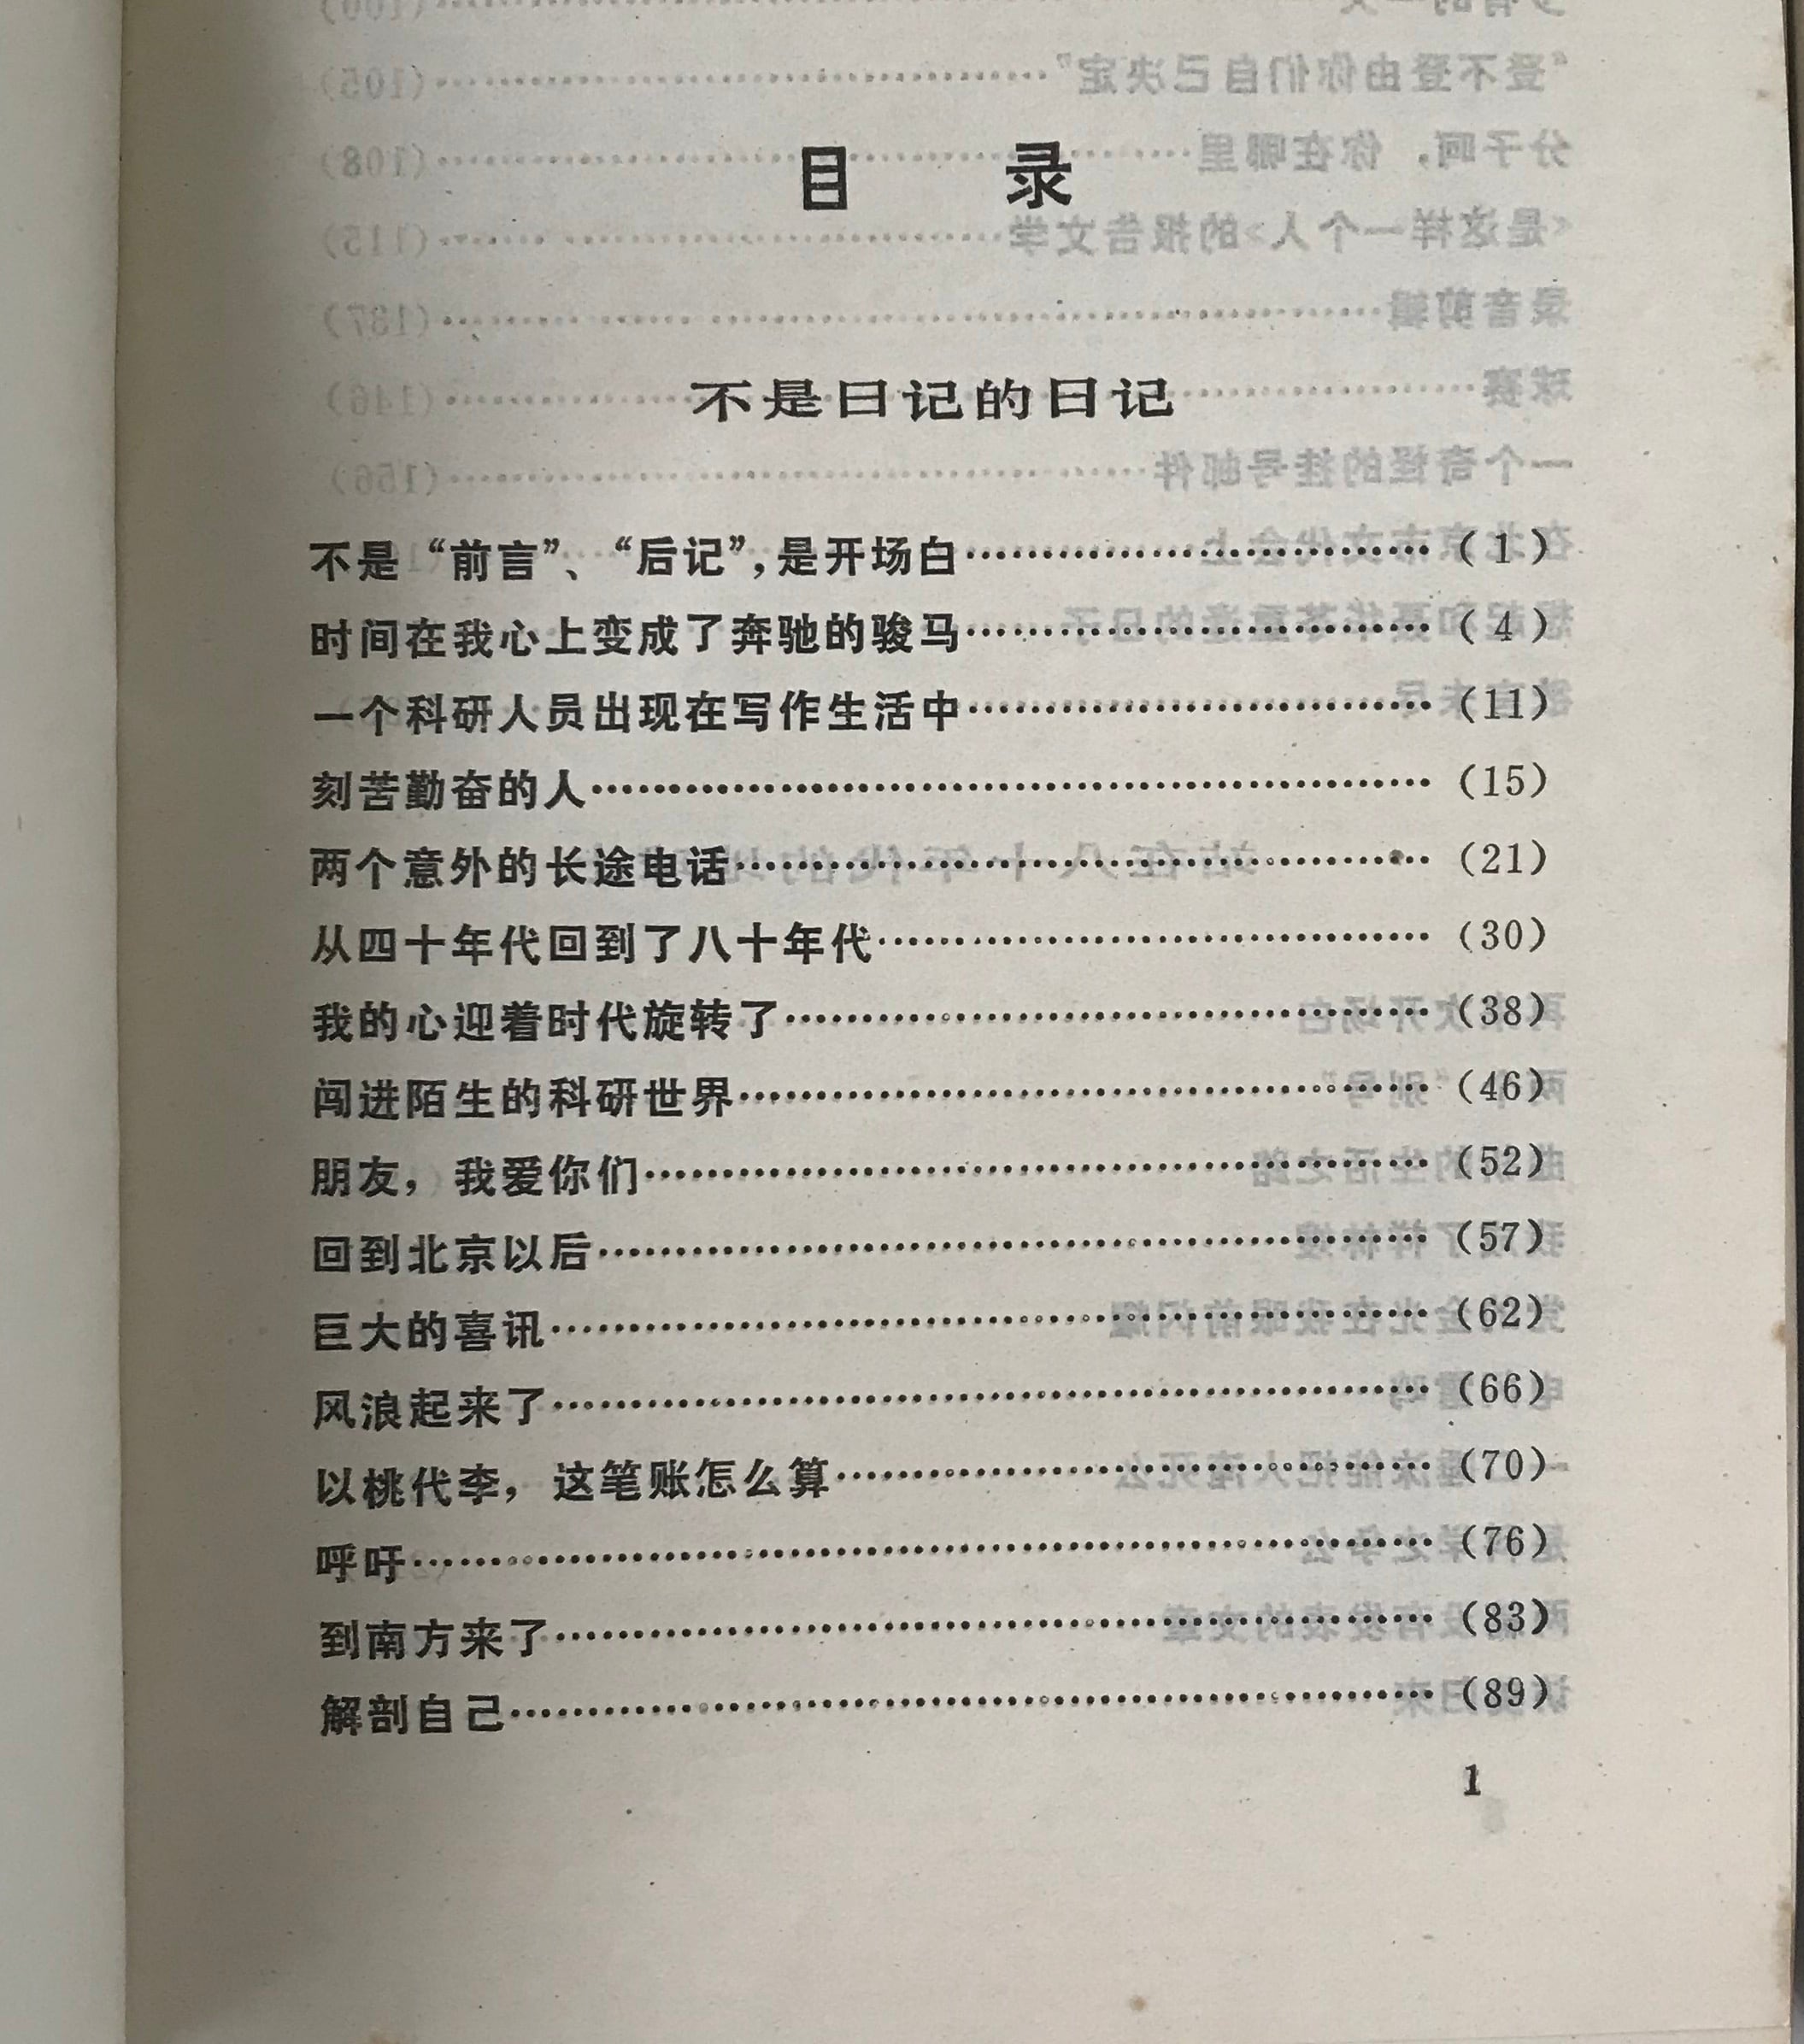 目 录
不是日记的日记
不是“前言”、“后记”,是开场白……………………（1）
时间在我心上变成了奔驰的骏马……………………（4）
一个科研人员出现在写作生活中……………………（11）
刻苦勤奋的人……………………（15）
两个意外的长途电话……………………（21）
从四十年代回到了八十年代……………………（30）
我的心迎着时代旋转了……………………（38）
闯进陌生的科研世界……………………（46）
朋友，我爱你们……………………（52）
回到北京以后……………………（57）
巨大的喜讯……………………（62）
风浪起来了……………………（66）
以桃代李，这笔账怎么算……………………（70）
呼吁……………………（76）
到南方来了……………………（83）
解剖自己……………………（89）
1